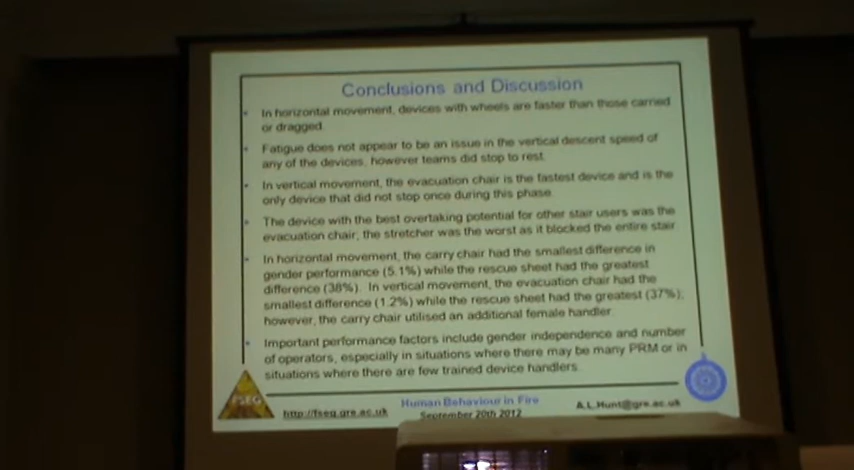 Conclusions and Discussion
In horizontal movement, devices with wheels are faster than those carried
or dragged.
Fatigue does not appear to be an issue in the vertical descent speed of
any of the devices, however teams did stop to rest.
In vertical movement, the evacuation chair is the fastest device and is the
only device that did not stop once during this phase.
The device with the best overtaking potential for other stair users was the
evacuation chair, the stretcher was the worst as it blocked the entire stair.
In horizontal movement, the carry chair had the smallest difference in
gender performance (5.1%) while the rescue sheet had the greatest
difference (38%). In vertical movement, the evacuation chair had the
smallest difference (1.2%) while the rescue sheet had the greatest (37%);
however, the carry chair utilised an additional female handler.
Important performance factors include gender independence and number
of operators, especially in situations where there may be many PRM or in
situations where there are few trained device handlers.
FSEG
http://fseg.gre.ac.uk
Human Behaviour in Fire
September 20th 2012
A.L.Hunt@gre.ac.uk